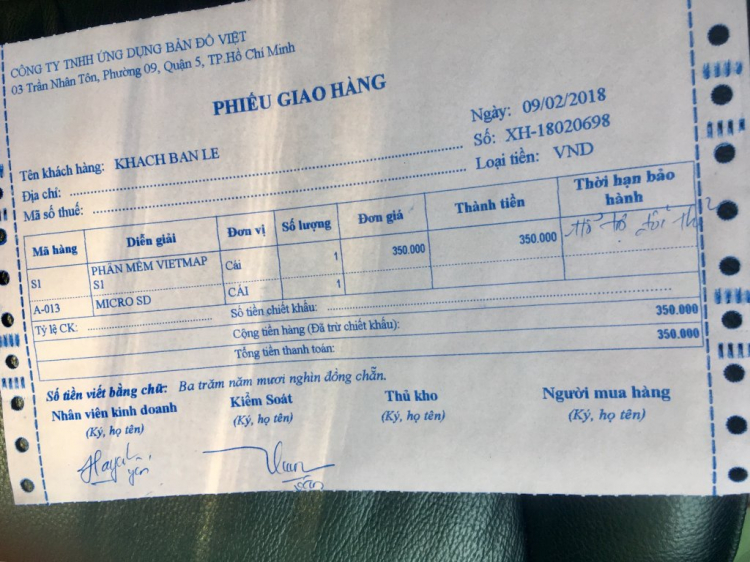 CÔNG TY TNHH ỨNG DỤNG BẢN ĐỒ VIỆT
03 Trần Nhân Tôn, Phường 09, Quận 5, TP.Hồ Chí Minh
PHIẾU GIAO HÀNG
Ngày: 09/02/2018
Số: XH-18020698
Loại tiền: VND
Tên khách hàng: KHACH BAN LE
Địa chỉ:
Mã số thuế:
Mã hàng Diễn giải Đơn vị Số lượng Đơn giá Thành tiền Thời hạn bảo hành
S1 PHẦN MỀM VIETMAP S1 Cái 1 350.000 350.000
A-013 MICRO SD CÁI 1
Tỷ lệ CK: Số tiền chiết khấu:
Cộng tiền hàng (Đã trừ chiết khấu): 350.000
Tổng tiền thanh toán: 350.000
Số tiền viết bằng chữ: Ba trăm năm mươi nghìn đồng chẵn.
Nhân viên kinh doanh Kiểm Soát Thủ kho Người mua hàng
(Ký, họ tên) (Ký, họ tên) (Ký, họ tên) (Ký, họ tên)